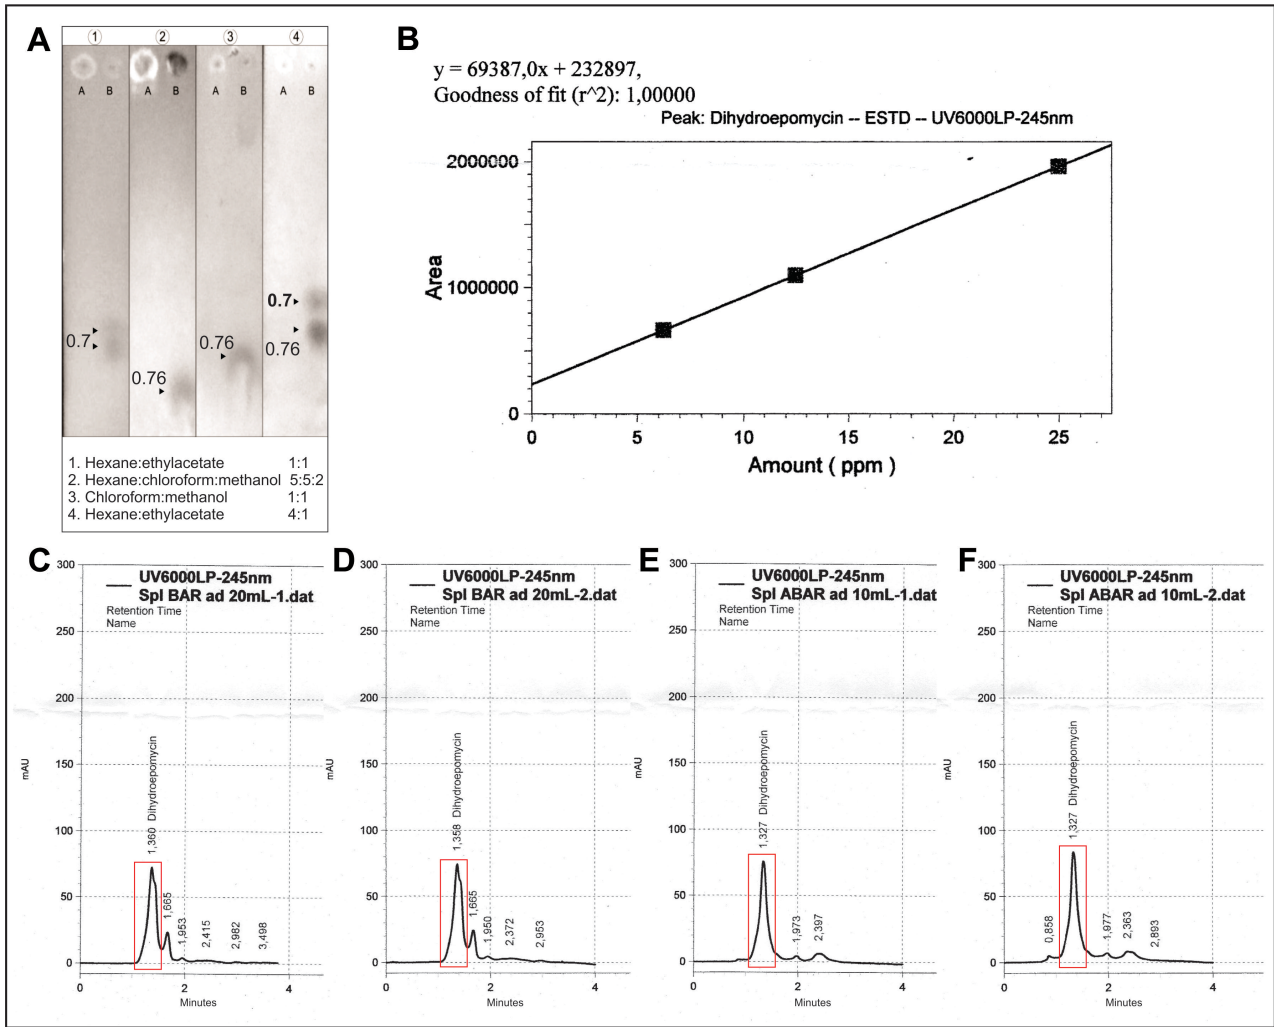 A
1 2 3 4
A B A B A B A B
0.7
0.76
0.76
0.7
0.76
1. Hexane:ethylacetate 1:1
2. Hexane:chloroform:methanol 5:5:2
3. Chloroform:methanol 1:1
4. Hexane:ethylacetate 4:1
B
y = 69387,0x + 232897,
Goodness of fit (r^2): 1,00000
Peak: Dihydroepomycin -- ESTD -- UV6000LP-245nm
2000000
1000000
0
Area
0 5 10 15 20 25
Amount ( ppm )
C
UV6000LP-245nm
Spl BAR ad 20mL-1.dat
Retention Time
Name
300
250
200
150
100
50
0
mAU
1,360 Dihydroepomycin
1,665
1,953
2,415
2,982
3,498
0 2 4
Minutes
D
UV6000LP-245nm
Spl BAR ad 20mL-2.dat
Retention Time
Name
300
250
200
150
100
50
0
mAU
1,358 Dihydroepomycin
1,665
1,950
2,372
2,953
0 2 4
Minutes
E
UV6000LP-245nm
Spl ABAR ad 10mL-1.dat
Retention Time
Name
300
250
200
150
100
50
0
mAU
1,327 Dihydroepomycin
1,973
2,397
0 2 4
Minutes
F
UV6000LP-245nm
Spl ABAR ad 10mL-2.dat
Retention Time
Name
300
250
200
150
100
50
0
mAU
0,858
1,327 Dihydroepomycin
1,977
2,363
2,893
0 2 4
Minutes